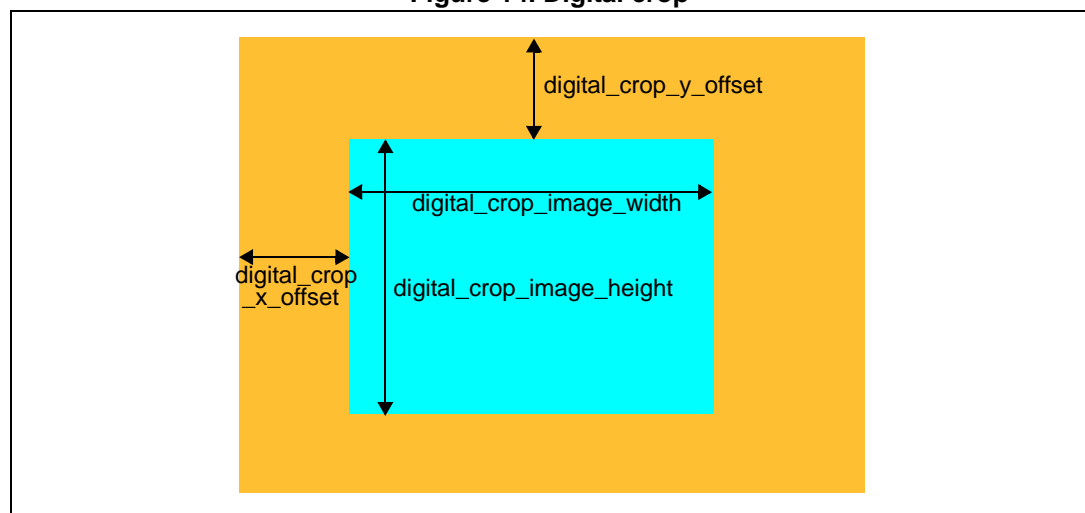 digital_crop_y_offset
digital_crop_image_width
digital_crop
_x_offset
digital_crop_image_height